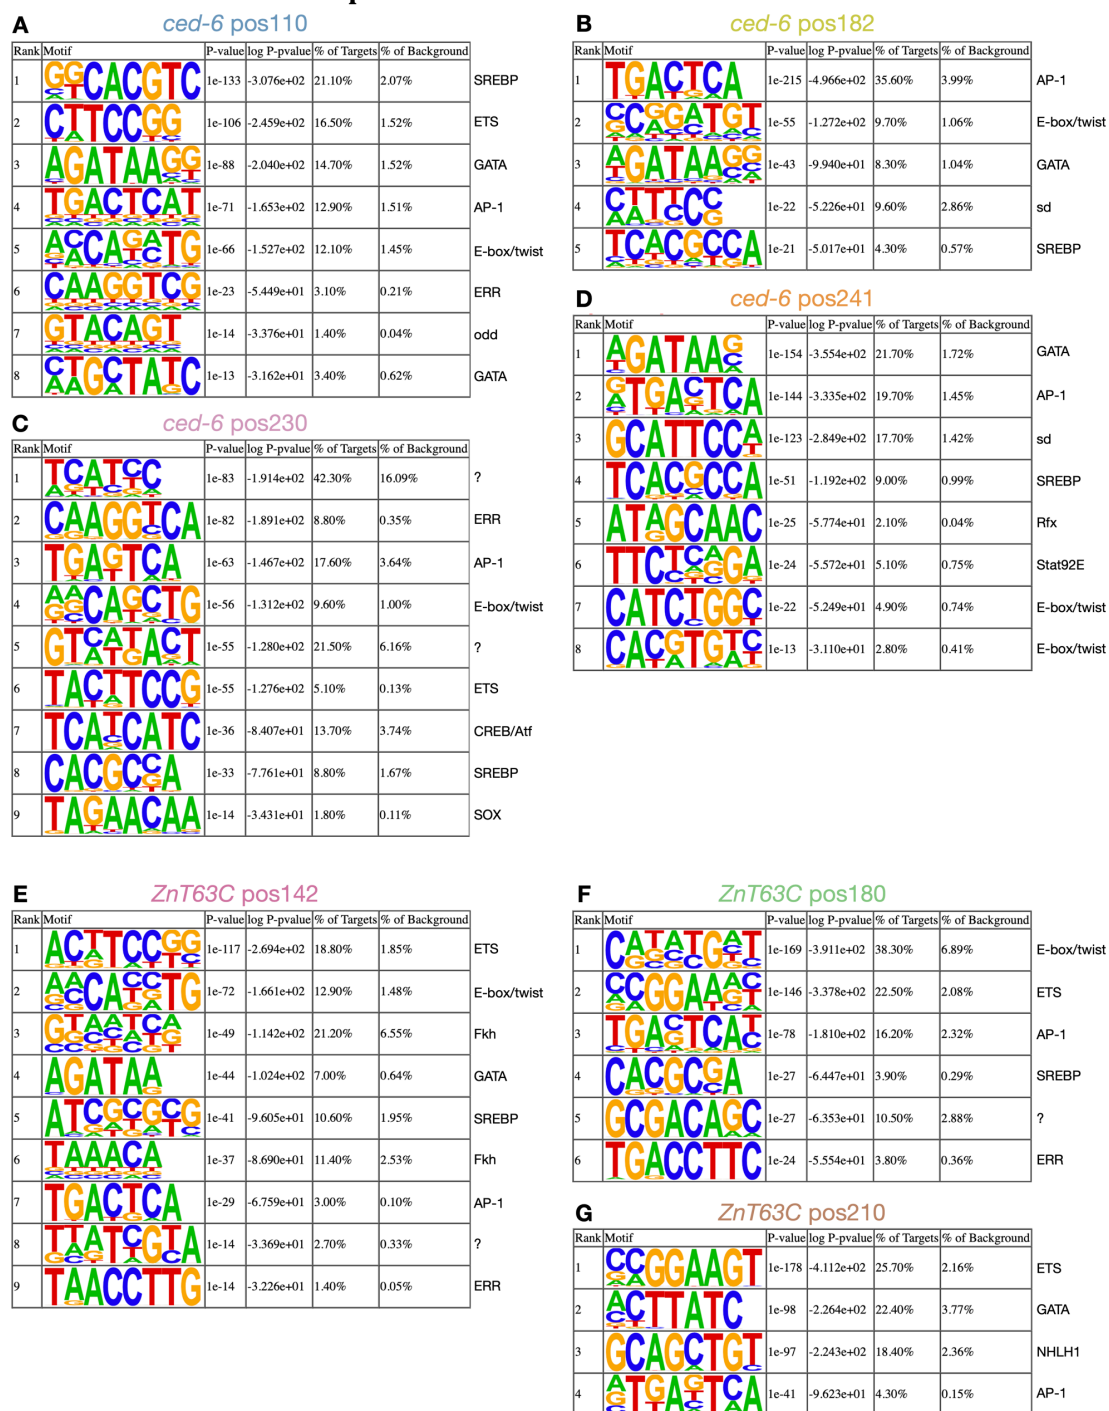 A
ced-6 pos110
Rank Motif P-value log P-pvalue % of Targets % of Background
1 1e-133 -3.076e+02 21.10% 2.07% SREBP
2 1e-106 -2.459e+02 16.50% 1.52% ETS
3 1e-88 -2.040e+02 14.70% 1.52% GATA
4 1e-71 -1.653e+02 12.90% 1.51% AP-1
5 1e-66 -1.527e+02 12.10% 1.45% E-box/twist
6 1e-23 -5.449e+01 3.10% 0.21% ERR
7 1e-14 -3.376e+01 1.40% 0.04% odd
8 1e-13 -3.162e+01 3.40% 0.62% GATA
B
ced-6 pos182
Rank Motif P-value log P-pvalue % of Targets % of Background
1 TGACTCA 1e-215 -4.966e+02 35.60% 3.99% AP-1
2 1e-55 -1.272e+02 9.70% 1.06% E-box/twist
3 1e-43 -9.940e+01 8.30% 1.04% GATA
4 1e-22 -5.226e+01 9.60% 2.86% sd
5 1e-21 -5.017e+01 4.30% 0.57% SREBP
C
ced-6 pos230
Rank Motif P-value log P-pvalue % of Targets % of Background
1 1e-83 -1.914e+02 42.30% 16.09% ?
2 1e-82 -1.891e+02 8.80% 0.35% ERR
3 1e-63 -1.467e+02 17.60% 3.64% AP-1
4 1e-56 -1.312e+02 9.60% 1.00% E-box/twist
5 1e-55 -1.280e+02 21.50% 6.16% ?
6 1e-55 -1.276e+02 5.10% 0.13% ETS
7 1e-36 -8.407e+01 13.70% 3.74% CREB/Atf
8 1e-33 -7.761e+01 8.80% 1.67% SREBP
9 1e-14 -3.431e+01 1.80% 0.11% SOX
D
ced-6 pos241
Rank Motif P-value log P-pvalue % of Targets % of Background
1 1e-154 -3.554e+02 21.70% 1.72% GATA
2 1e-144 -3.335e+02 19.70% 1.45% AP-1
3 GCATTCCA 1e-123 -2.849e+02 17.70% 1.42% sd
4 1e-51 -1.192e+02 9.00% 0.99% SREBP
5 ATAGCAAC 1e-25 -5.774e+01 2.10% 0.04% Rfx
6 1e-24 -5.572e+01 5.10% 0.75% Stat92E
7 CATCTGGC 1e-22 -5.249e+01 4.90% 0.74% E-box/twist
8 1e-13 -3.110e+01 2.80% 0.41% E-box/twist
E
ZnT63C pos142
Rank Motif P-value log P-pvalue % of Targets % of Background
1 1e-117 -2.694e+02 18.80% 1.85% ETS
2 1e-72 -1.661e+02 12.90% 1.48% E-box/twist
3 1e-49 -1.142e+02 21.20% 6.55% Fkh
4 AGATAA 1e-44 -1.024e+02 7.00% 0.64% GATA
5 1e-41 -9.605e+01 10.60% 1.95% SREBP
6 TAAACA 1e-37 -8.690e+01 11.40% 2.53% Fkh
7 TGACTCA 1e-29 -6.759e+01 3.00% 0.10% AP-1
8 1e-14 -3.369e+01 2.70% 0.33% ?
9 TAACCTTG 1e-14 -3.226e+01 1.40% 0.05% ERR
F
ZnT63C pos180
Rank Motif P-value log P-pvalue % of Targets % of Background
1 1e-169 -3.911e+02 38.30% 6.89% E-box/twist
2 1e-146 -3.378e+02 22.50% 2.08% ETS
3 1e-78 -1.810e+02 16.20% 2.32% AP-1
4 1e-27 -6.447e+01 3.90% 0.29% SREBP
5 GCGACAGC 1e-27 -6.353e+01 10.50% 2.88% ?
6 TGACCTTC 1e-24 -5.554e+01 3.80% 0.36% ERR
G
ZnT63C pos210
Rank Motif P-value log P-pvalue % of Targets % of Background
1 1e-178 -4.112e+02 25.70% 2.16% ETS
2 1e-98 -2.264e+02 22.40% 3.77% GATA
3 GCAGCTGT 1e-97 -2.243e+02 18.40% 2.36% NHLH1
4 1e-41 -9.623e+01 4.30% 0.15% AP-1